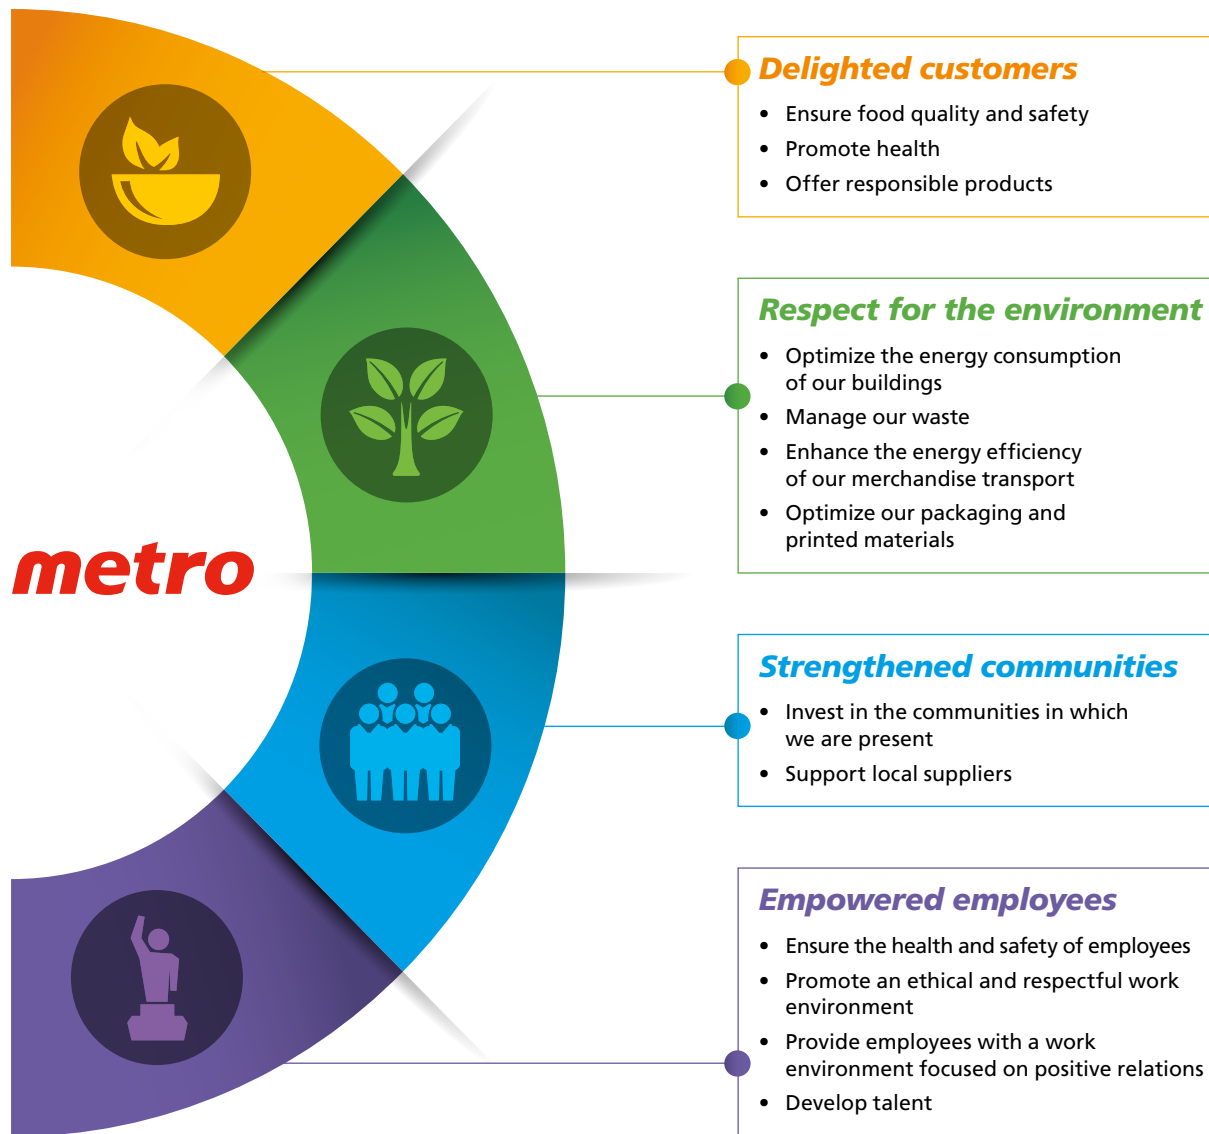 Delighted customers
• Ensure food quality and safety
• Promote health
• Offer responsible products
Respect for the environment
• Optimize the energy consumption
of our buildings
• Manage our waste
• Enhance the energy efficiency
of our merchandise transport
• Optimize our packaging and
printed materials
metro
Strengthened communities
• Invest in the communities in which
we are present
• Support local suppliers
Empowered employees
• Ensure the health and safety of employees
• Promote an ethical and respectful work
environment
• Provide employees with a work
environment focused on positive relations
• Develop talent